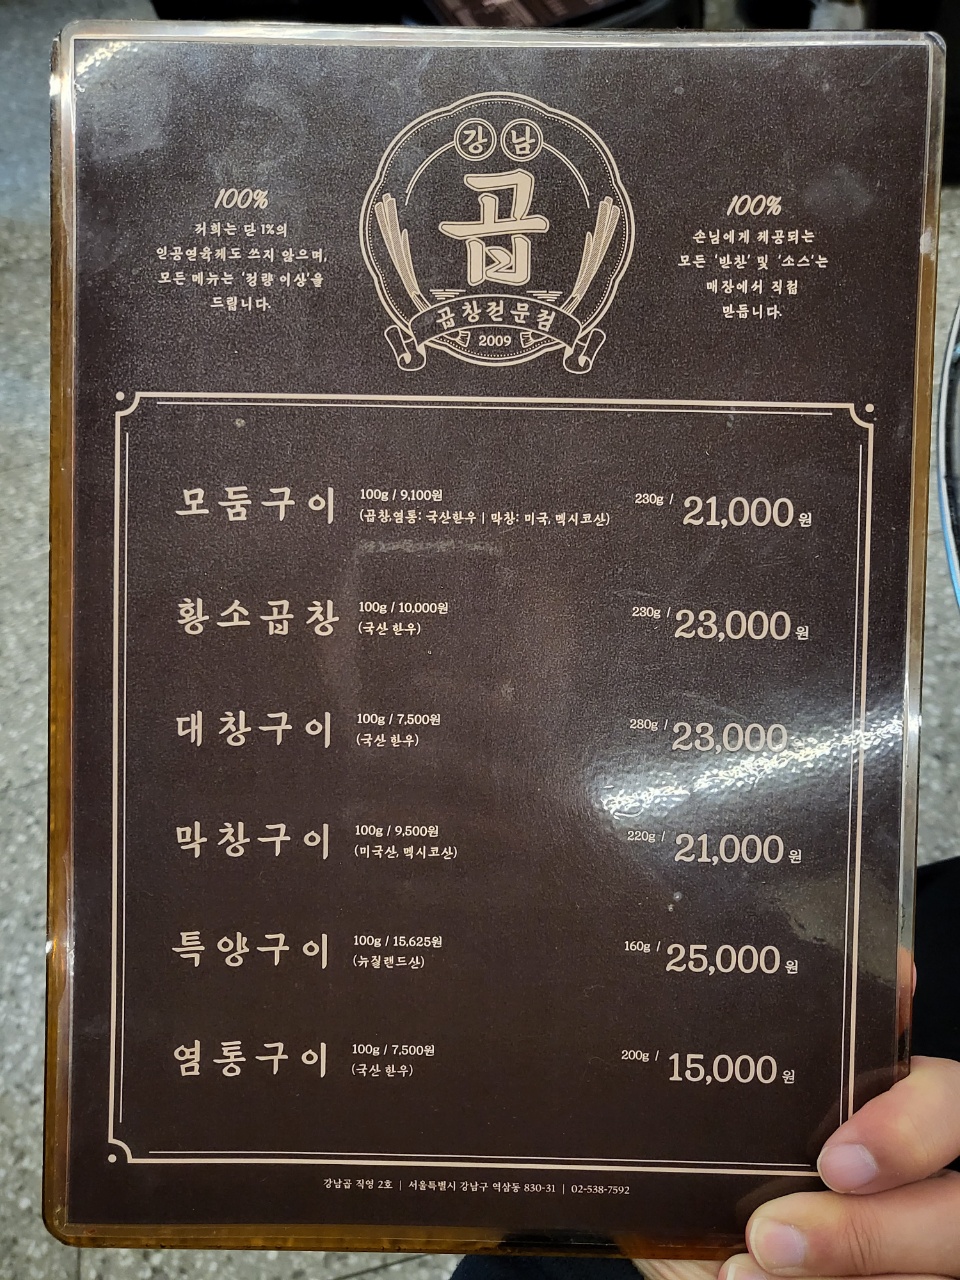 강남
곱
곱창전문점
2009
100%
저희는 단 1%의
인공염육제도 쓰지 않으며,
모든 메뉴는 '정량 이상'을
드립니다.
100%
손님에게 제공되는
모든 '반찬' 및 '소스'는
매장에서 직접
만듭니다.
모둠구이 100g / 9,100원 230g / 21,000원
(곱창,염통: 국산한우 | 막창: 미국, 멕시코산)
황소곱창 100g / 10,000원 230g / 23,000원
(국산 한우)
대창구이 100g / 7,500원 280g / 23,000
(국산 한우)
막창구이 100g / 9,500원 220g / 21,000원
(미국산, 멕시코산)
특양구이 100g / 15,625원 160g / 25,000원
(뉴질랜드산)
염통구이 100g / 7,500원 200g / 15,000원
(국산 한우)
강남곱 직영 2호 | 서울특별시 강남구 역삼동 830-31 | 02-538-7592